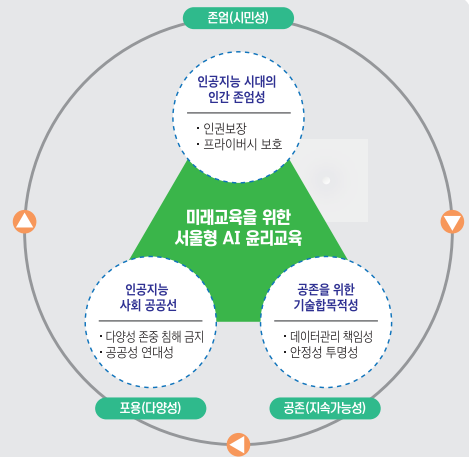 존엄(시민성)
인공지능 시대의
인간 존엄성
· 인권보장
· 프라이버시 보호
미래교육을 위한
서울형 AI 윤리교육
인공지능
사회 공공선
· 다양성 존중 침해 금지
· 공공성 연대성
공존을 위한
기술합목적성
· 데이터관리 책임성
· 안정성 투명성
포용(다양성)
공존(지속가능성)